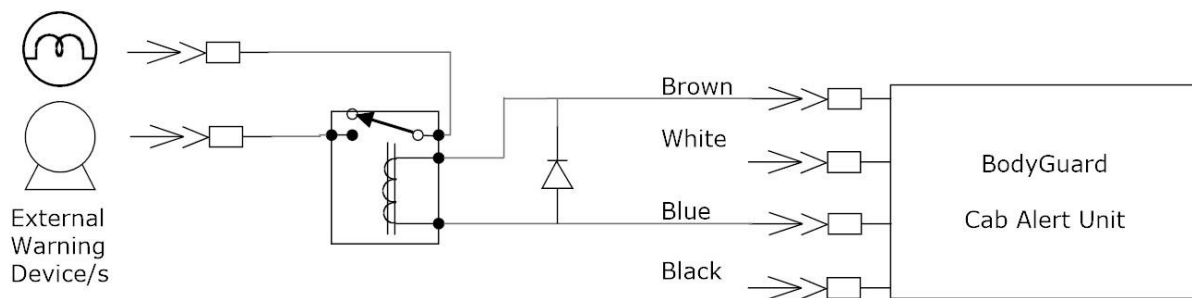 Brown
White
BodyGuard
Blue
Cab Alert Unit
External
Warning
Device/s
Black